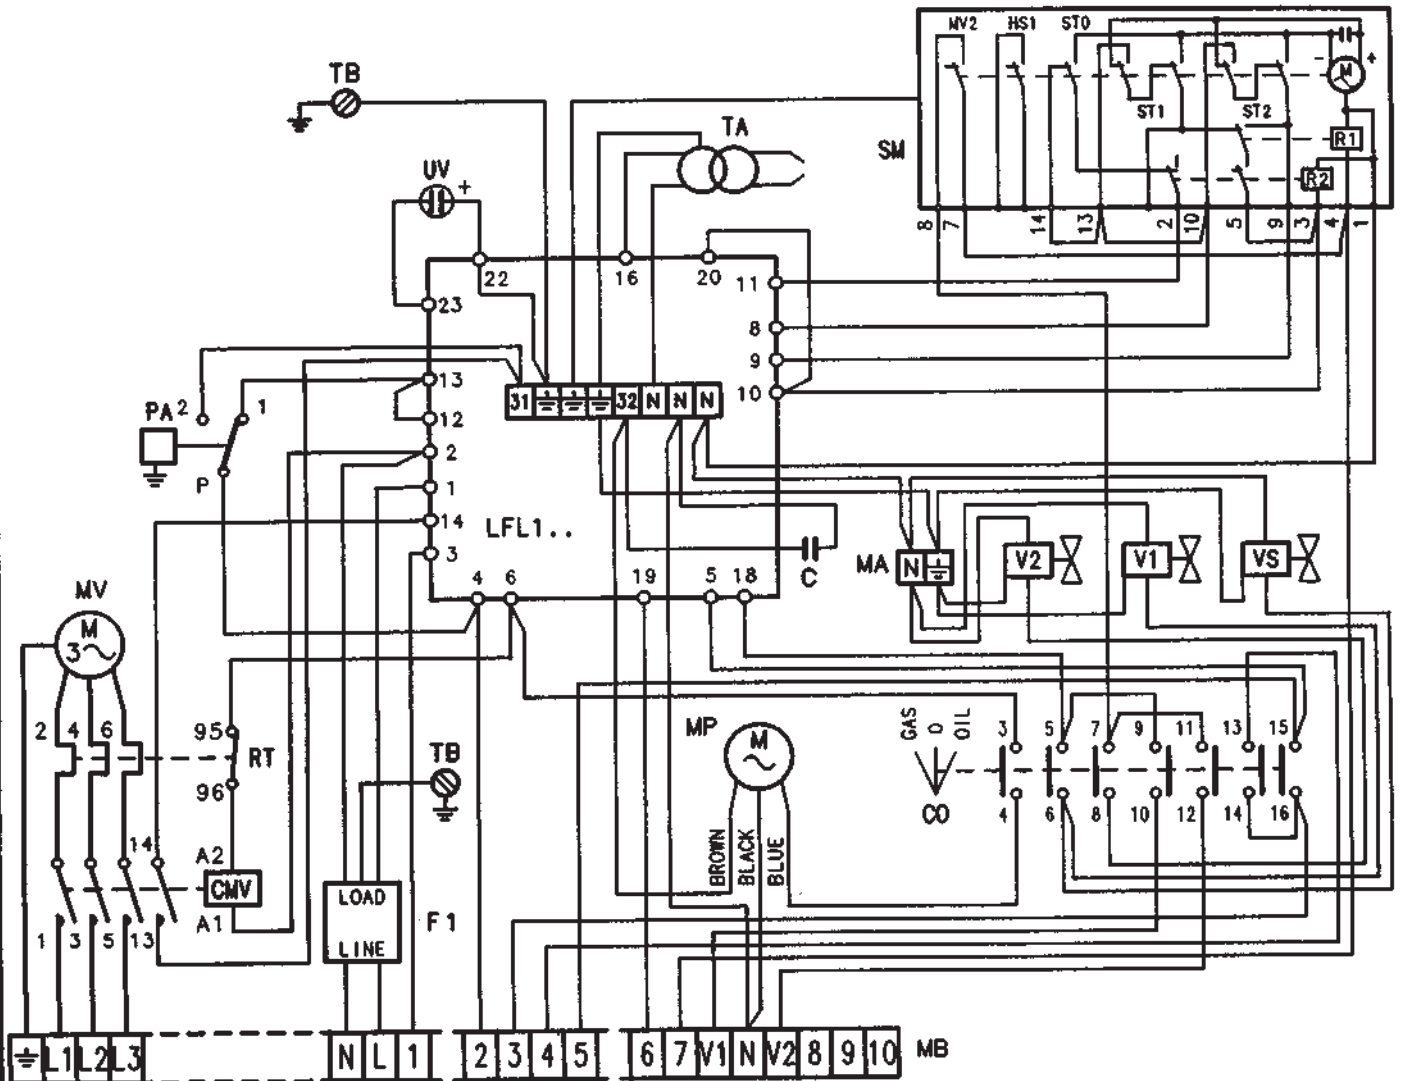 MV2 HS1 ST0
- M +
ST1 ST2
R1
SM
R2
8 7 14 13 2 10 5 9 3 4 1
TB
TA
UV
+
22 16 20
23
11
8
9
10
13
12
2
1
14
3
31 32 N N N
PA 2 1
P
LFL1..
C
4 6 19 5 18
MA N V2 V1 VS
MV
M
3
2 4 6 95
RT
96
TB
MP
M
BROWN
BLACK
BLUE
GAS
O
OIL
CO
3 5 7 9 11 13 15
4 6 8 10 12 14 16
14 A2
CMV
A1
1 3 5 13
LOAD
LINE
F1
L1 L2 L3 N L 1 2 3 4 5 6 7 V1 N V2 8 9 10 MB